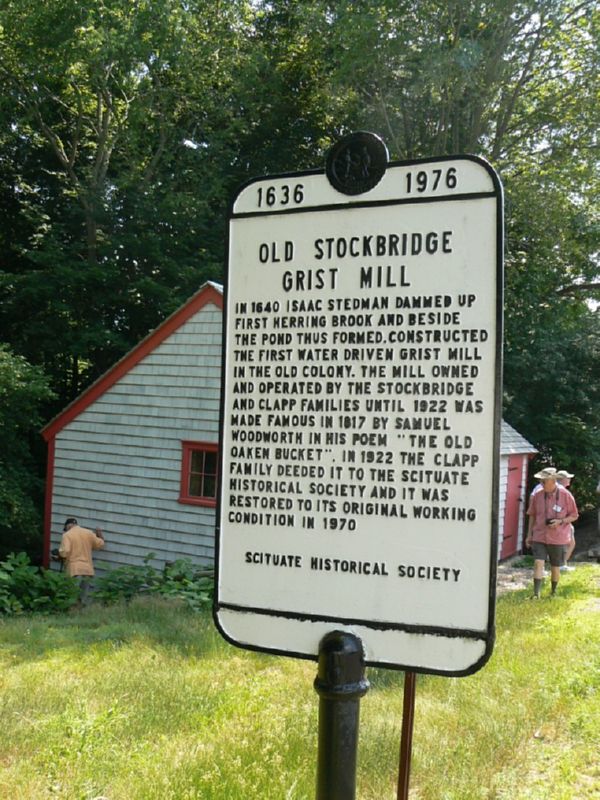 1636 1976
OLD STOCKBRIDGE
GRIST MILL
IN 1640 ISAAC STEDMAN DAMMED UP
FIRST HERRING BROOK AND BESIDE
THE POND THUS FORMED, CONSTRUCTED
THE FIRST WATER DRIVEN GRIST MILL
IN THE OLD COLONY. THE MILL OWNED
AND OPERATED BY THE STOCKBRIDGE
AND CLAPP FAMILIES UNTIL 1922 WAS
MADE FAMOUS IN 1817 BY SAMUEL
WOODWORTH IN HIS POEM "THE OLD
OAKEN BUCKET". IN 1922 THE CLAPP
FAMILY DEEDED IT TO THE SCITUATE
HISTORICAL SOCIETY AND IT WAS
RESTORED TO ITS ORIGINAL WORKING
CONDITION IN 1970
SCITUATE HISTORICAL SOCIETY